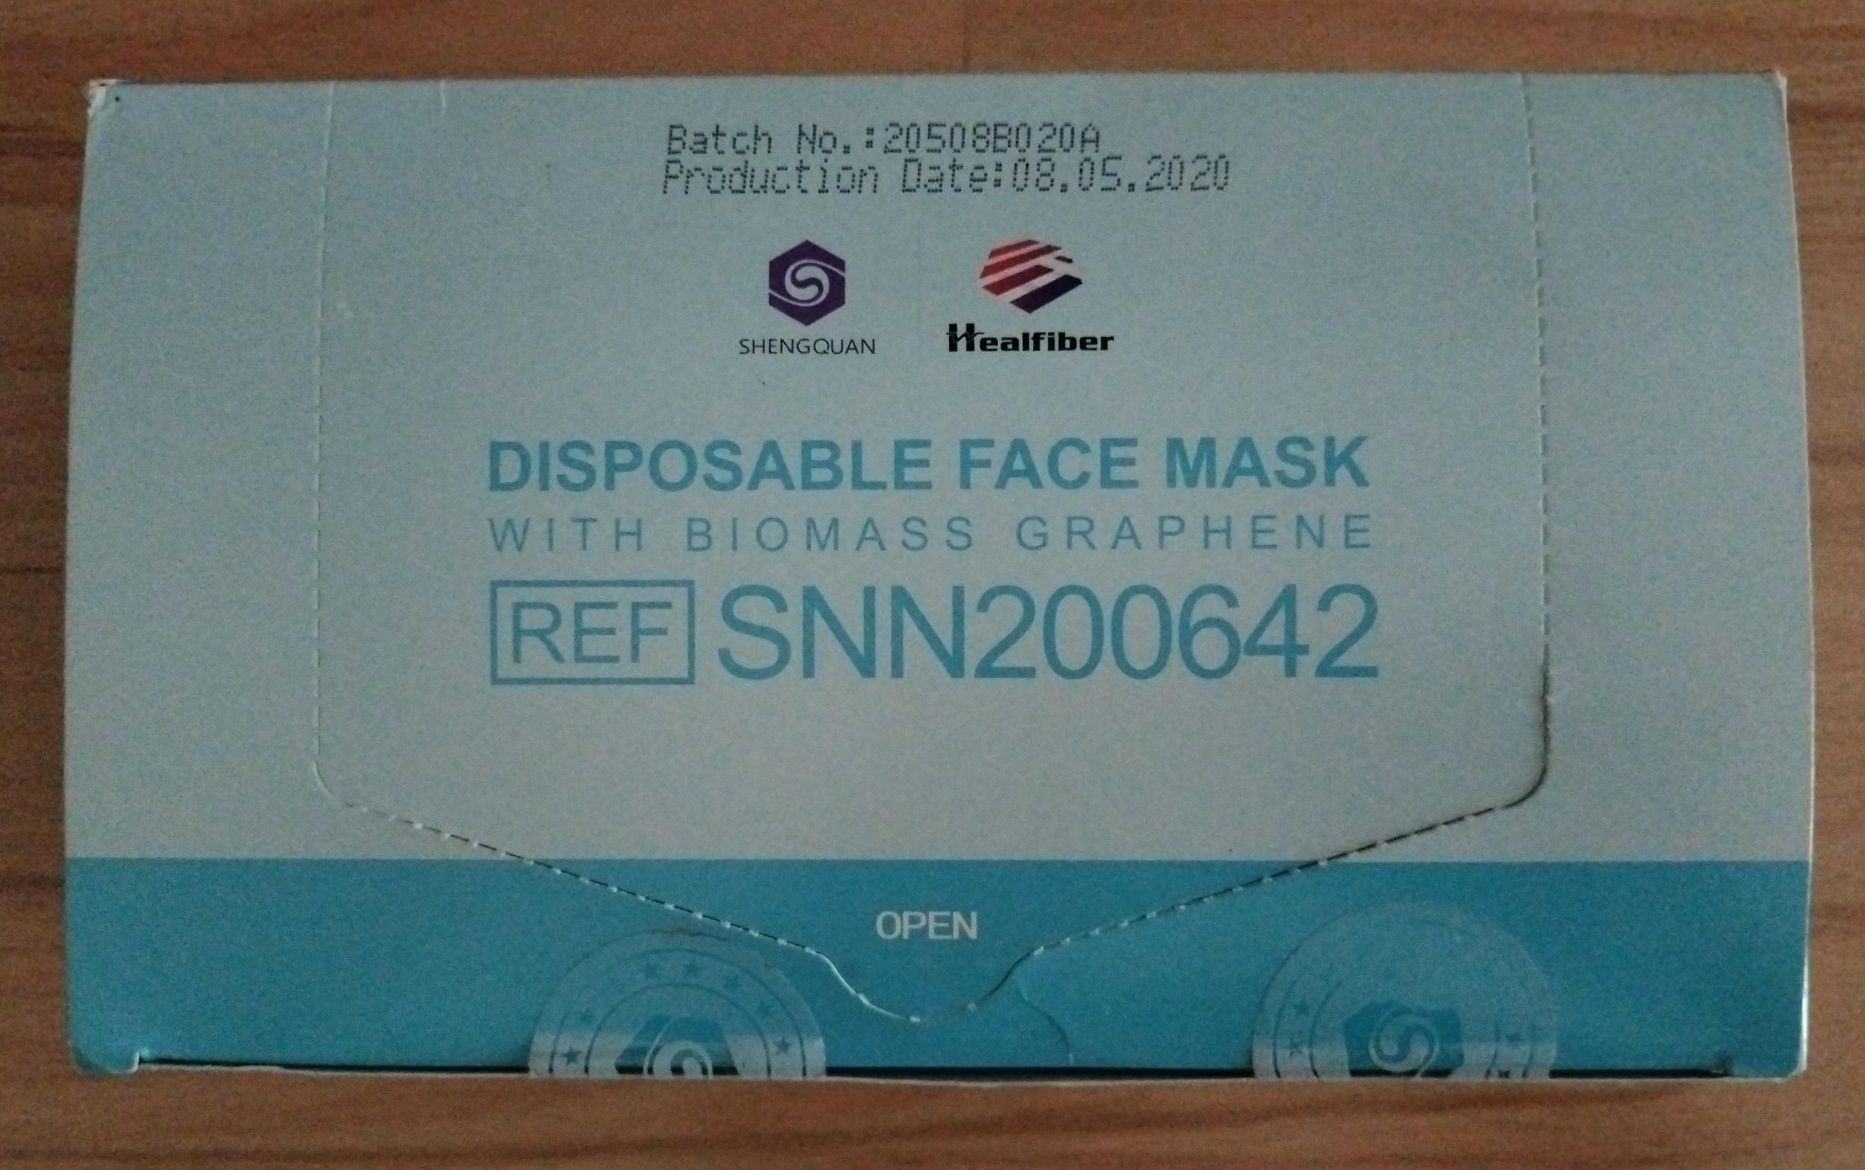 Batch No.:20508B020A
Production Date:08.05.2020
SHENGQUAN
Healfiber
DISPOSABLE FACE MASK
WITH BIOMASS GRAPHENE
REF SNN200642
OPEN